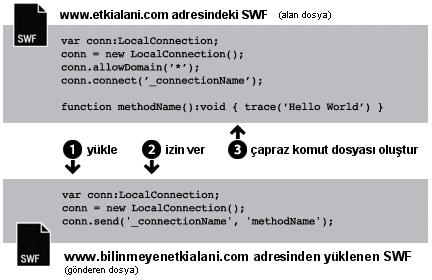 www.etkialani.com adresindeki SWF (alan dosya)
SWF
var conn:LocalConnection;
conn = new LocalConnection();
conn.allowDomain('*');
conn.connect('_connectionName');
function methodName():void { trace('Hello World') }
1 yükle 2 izin ver 3 çapraz komut dosyası oluştur
var conn:LocalConnection;
conn = new LocalConnection();
conn.send('_connectionName', 'methodName');
SWF
www.bilinmeyenetkialani.com adresinden yüklenen SWF
(gönderen dosya)